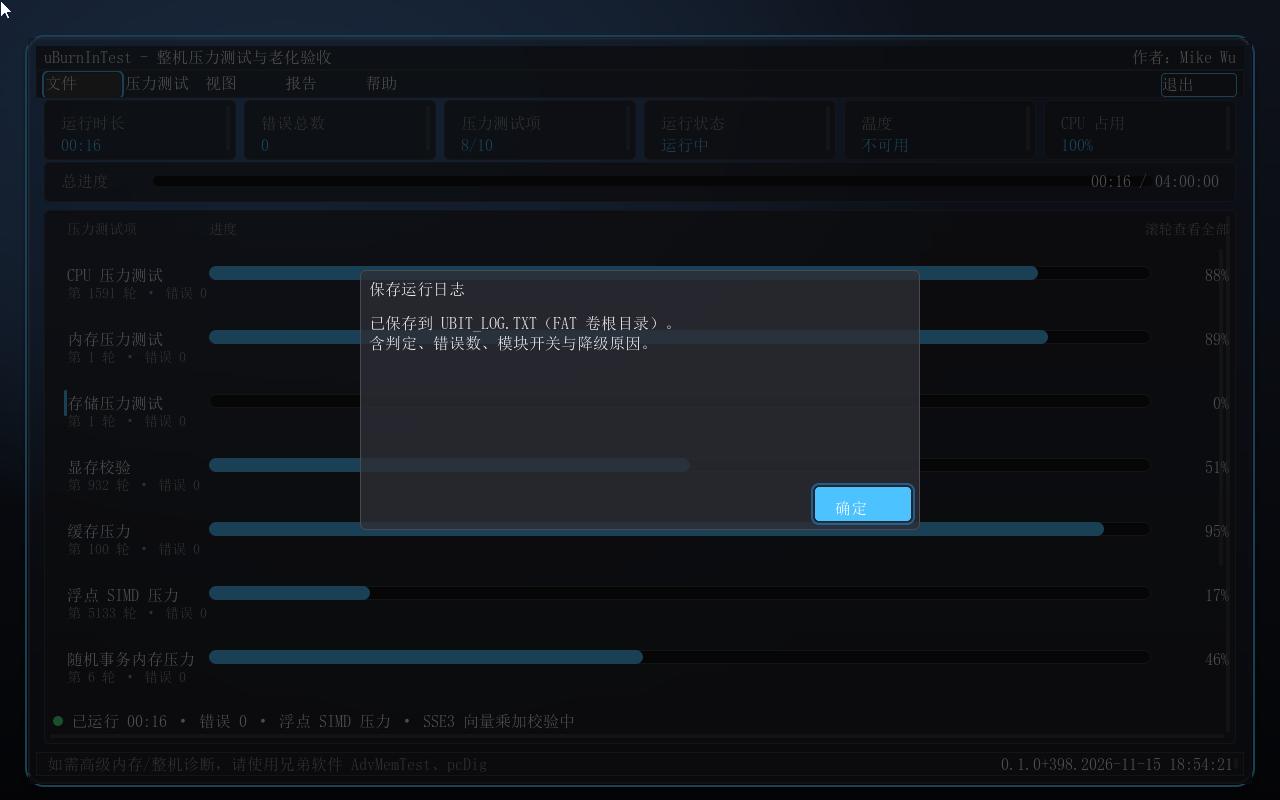 uBurnInTest - 整机压力测试与老化验收
作者: Mike Wu
文件 压力测试 视图 报告 帮助
退出
运行时长 错误总数 压力测试项 运行状态 温度 CPU 占用
00:16 0 8/10 运行中 不可用 100%
总进度
00:16 / 04:00:00
压力测试项 进度 滚轮查看全部
CPU 压力测试 88%
第 1591 轮 • 错误 0
内存压力测试 89%
第 1 轮 • 错误 0
存储压力测试 0%
第 1 轮 • 错误 0
显存校验 51%
第 932 轮 • 错误 0
缓存压力 95%
第 100 轮 • 错误 0
浮点 SIMD 压力 17%
第 5133 轮 • 错误 0
随机事务内存压力 46%
第 6 轮 • 错误 0
保存运行日志
已保存到 UBIT_LOG.TXT（FAT 卷根目录）。
含判定、错误数、模块开关与降级原因。
确定
已运行 00:16 • 错误 0 • 浮点 SIMD 压力 • SSE3 向量乘加校验中
如需高级内存/整机诊断，请使用兄弟软件 AdvMemTest、pcDig
0.1.0+398.2026-11-15 18:54:21